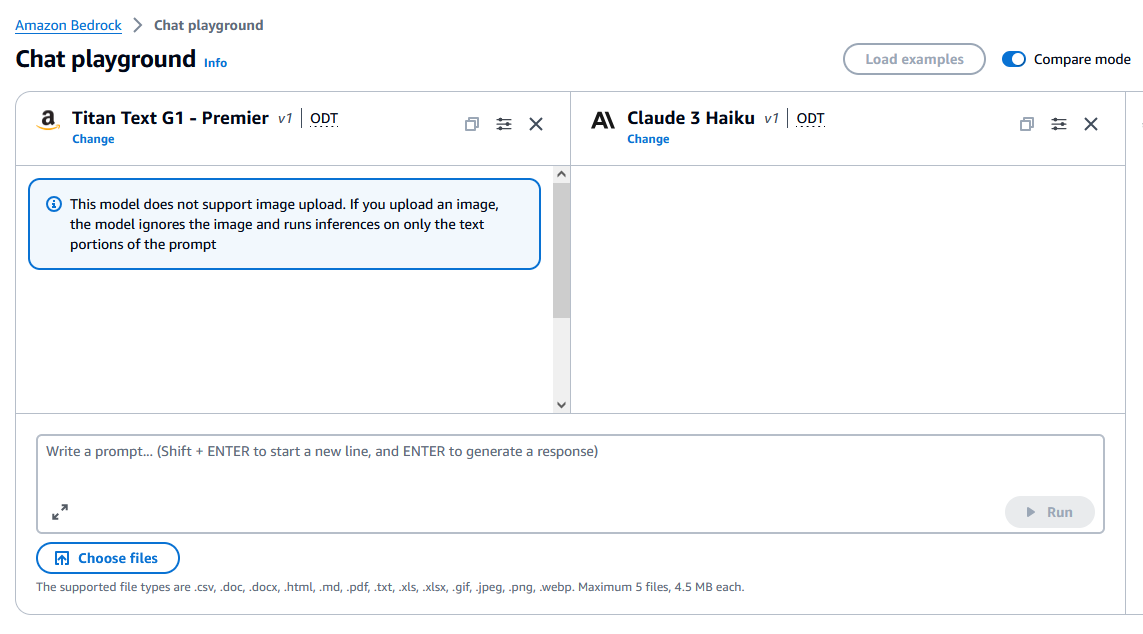 Amazon Bedrock > Chat playground
Chat playground Info
Load examples
Compare mode
Titan Text G1 - Premier v1 | ODT
Change
Claude 3 Haiku v1 | ODT
Change
This model does not support image upload. If you upload an image,
the model ignores the image and runs inferences on only the text
portions of the prompt
Write a prompt... (Shift + ENTER to start a new line, and ENTER to generate a response)
Run
Choose files
The supported file types are .csv, .doc, .docx, .html, .md, .pdf, .txt, .xls, .xlsx, .gif, .jpeg, .png, .webp. Maximum 5 files, 4.5 MB each.